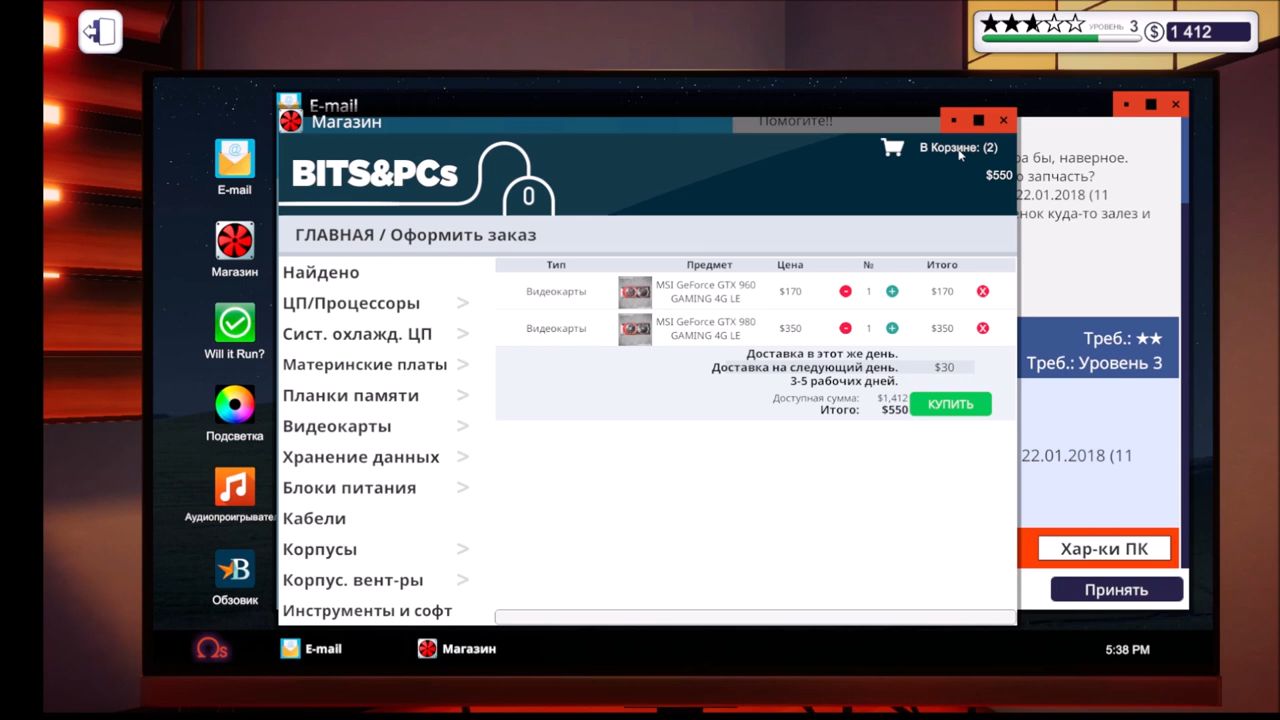 УРОВЕНЬ 3
$ 1 412
E-mail
Магазин
Помогите!!
BITS&PCs
В Корзине: (2)
$550
ра бы, наверное.
о запчасть?
22.01.2018 (11
нок куда-то залез и
ГЛАВНАЯ / Оформить заказ
Найдено
ЦП/Процессоры >
Сист. охлажд. ЦП >
Материнские платы >
Планки памяти >
Видеокарты >
Хранение данных >
Блоки питания >
Кабели
Корпусы >
Корпус. вент-ры >
Инструменты и софт
Тип Предмет Цена № Итого
Видеокарты MSI GeForce GTX 960 GAMING 4G LE $170 - 1 + $170 X
Видеокарты MSI GeForce GTX 980 GAMING 4G LE $350 - 1 + $350 X
Доставка в этот же день.
Доставка на следующий день. $30
3-5 рабочих дней.
Доступная сумма: $1,412
Итого: $550
КУПИТЬ
Треб.: ★★
Треб.: Уровень 3
22.01.2018 (11
Хар-ки ПК
Принять
E-mail
Магазин
Will it Run?
Подсветка
Аудиопроигрывате
Обзовик
Ωs
E-mail
Магазин
5:38 PM